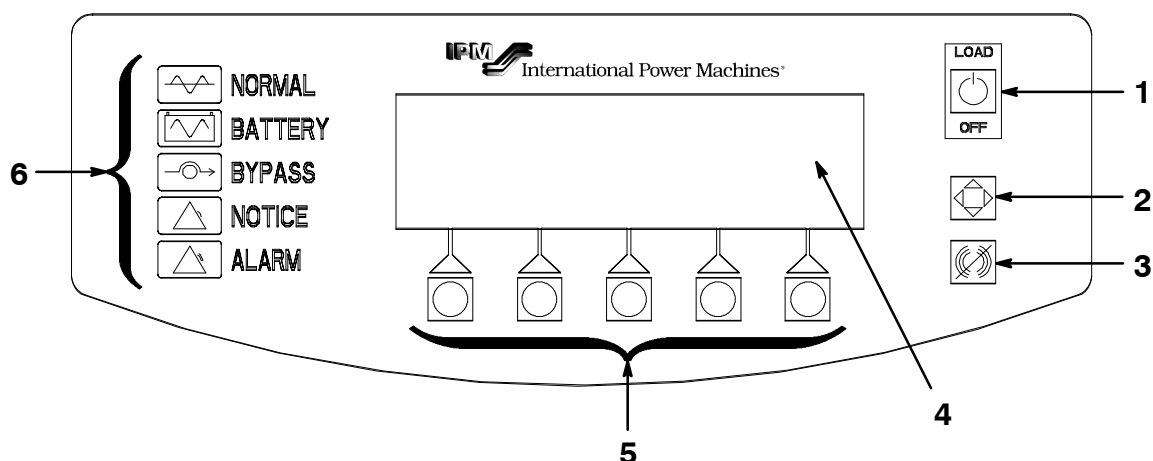 IPM
International Power Machines®
LOAD
OFF
NORMAL
BATTERY
BYPASS
NOTICE
ALARM
1
2
3
4
5
6